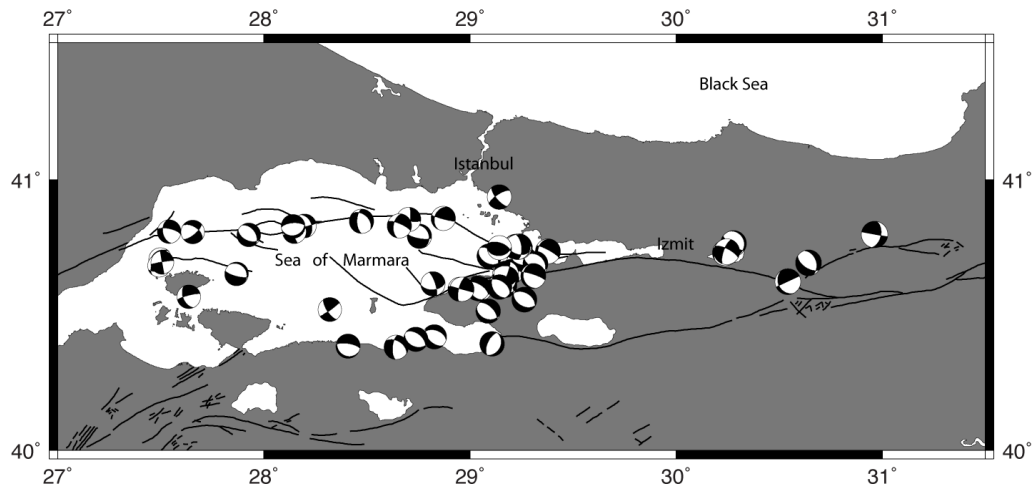 27° 28° 29° 30° 31°
Black Sea
Istanbul
41° 41°
Izmit
Sea of Marmara
40° 40°
27° 28° 29° 30° 31°